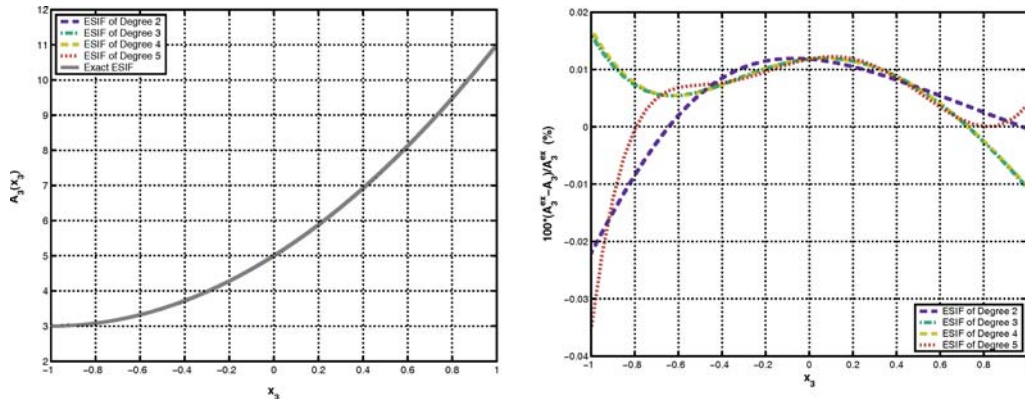 ESIF of Degree 2
ESIF of Degree 3
ESIF of Degree 4
ESIF of Degree 5
Exact ESIF
12
11
10
9
8
7
6
5
4
3
2
A₃(x₃)
−1 −0.8 −0.6 −0.4 −0.2 0 0.2 0.4 0.6 0.8 1
x₃
0.02
0.01
0
−0.01
−0.02
−0.03
−0.04
100*(A₃ᵉˣ−A₃)/A₃ᵉˣ (%)
ESIF of Degree 2
ESIF of Degree 3
ESIF of Degree 4
ESIF of Degree 5
−1 −0.8 −0.6 −0.4 −0.2 0 0.2 0.4 0.6 0.8 1
x₃